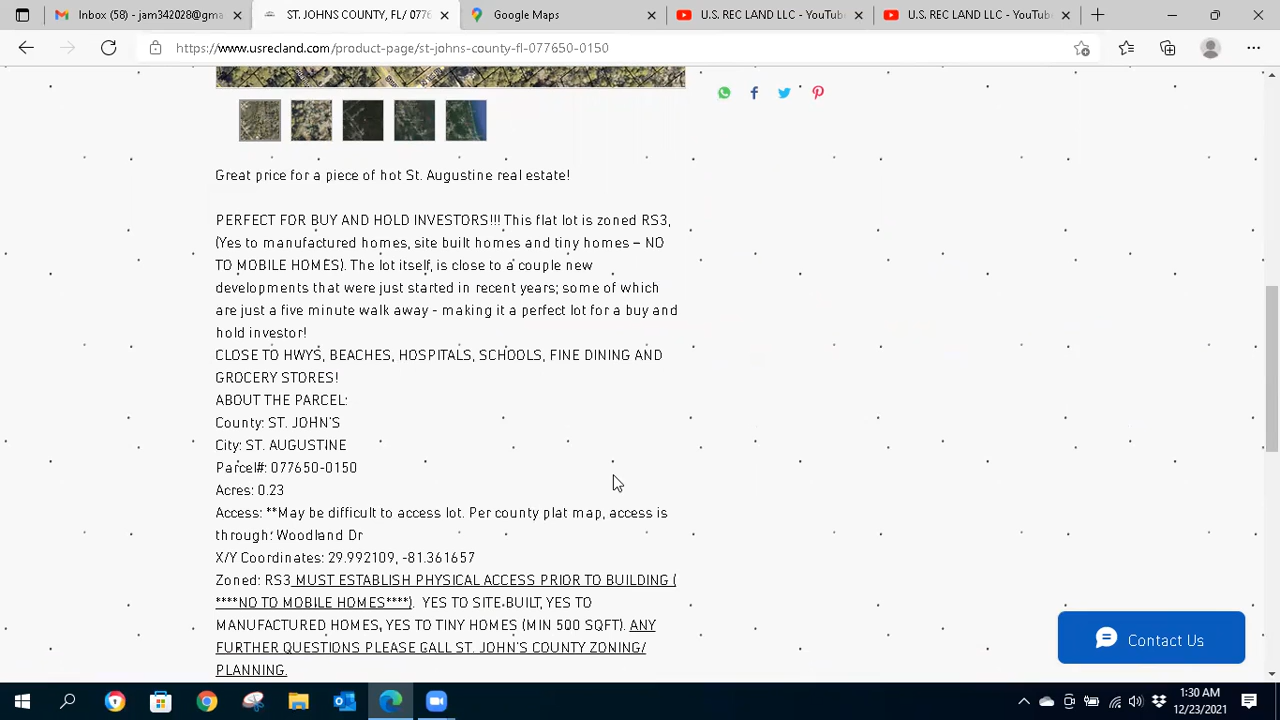 Inbox (58) - jam342028@gma
ST. JOHNS COUNTY, FL/ 0776
Google Maps
U.S. REC LAND LLC - YouTube
U.S. REC LAND LLC - YouTube
https://www.usrecland.com/product-page/st-johns-county-fl-077650-0150
Great price for a piece of hot St. Augustine real estate!
PERFECT FOR BUY AND HOLD INVESTORS!!! This flat lot is zoned RS3,
(Yes to manufactured homes, site built homes and tiny homes – NO
TO MOBILE HOMES). The lot itself, is close to a couple new
developments that were just started in recent years; some of which
are just a five minute walk away - making it a perfect lot for a buy and
hold investor!
CLOSE TO HWYS, BEACHES, HOSPITALS, SCHOOLS, FINE DINING AND
GROCERY STORES!
ABOUT THE PARCEL:
County: ST. JOHN'S
City: ST. AUGUSTINE
Parcel#: 077650-0150
Acres: 0.23
Access: **May be difficult to access lot. Per county plat map, access is
through: Woodland Dr
X/Y Coordinates: 29.992109, -81.361657
Zoned: RS3 MUST ESTABLISH PHYSICAL ACCESS PRIOR TO BUILDING (
****NO TO MOBILE HOMES****). YES TO SITE BUILT, YES TO
MANUFACTURED HOMES, YES TO TINY HOMES (MIN 500 SQFT). ANY
FURTHER QUESTIONS PLEASE CALL ST. JOHN'S COUNTY ZONING/
PLANNING.
Contact Us
1:30 AM
12/23/2021